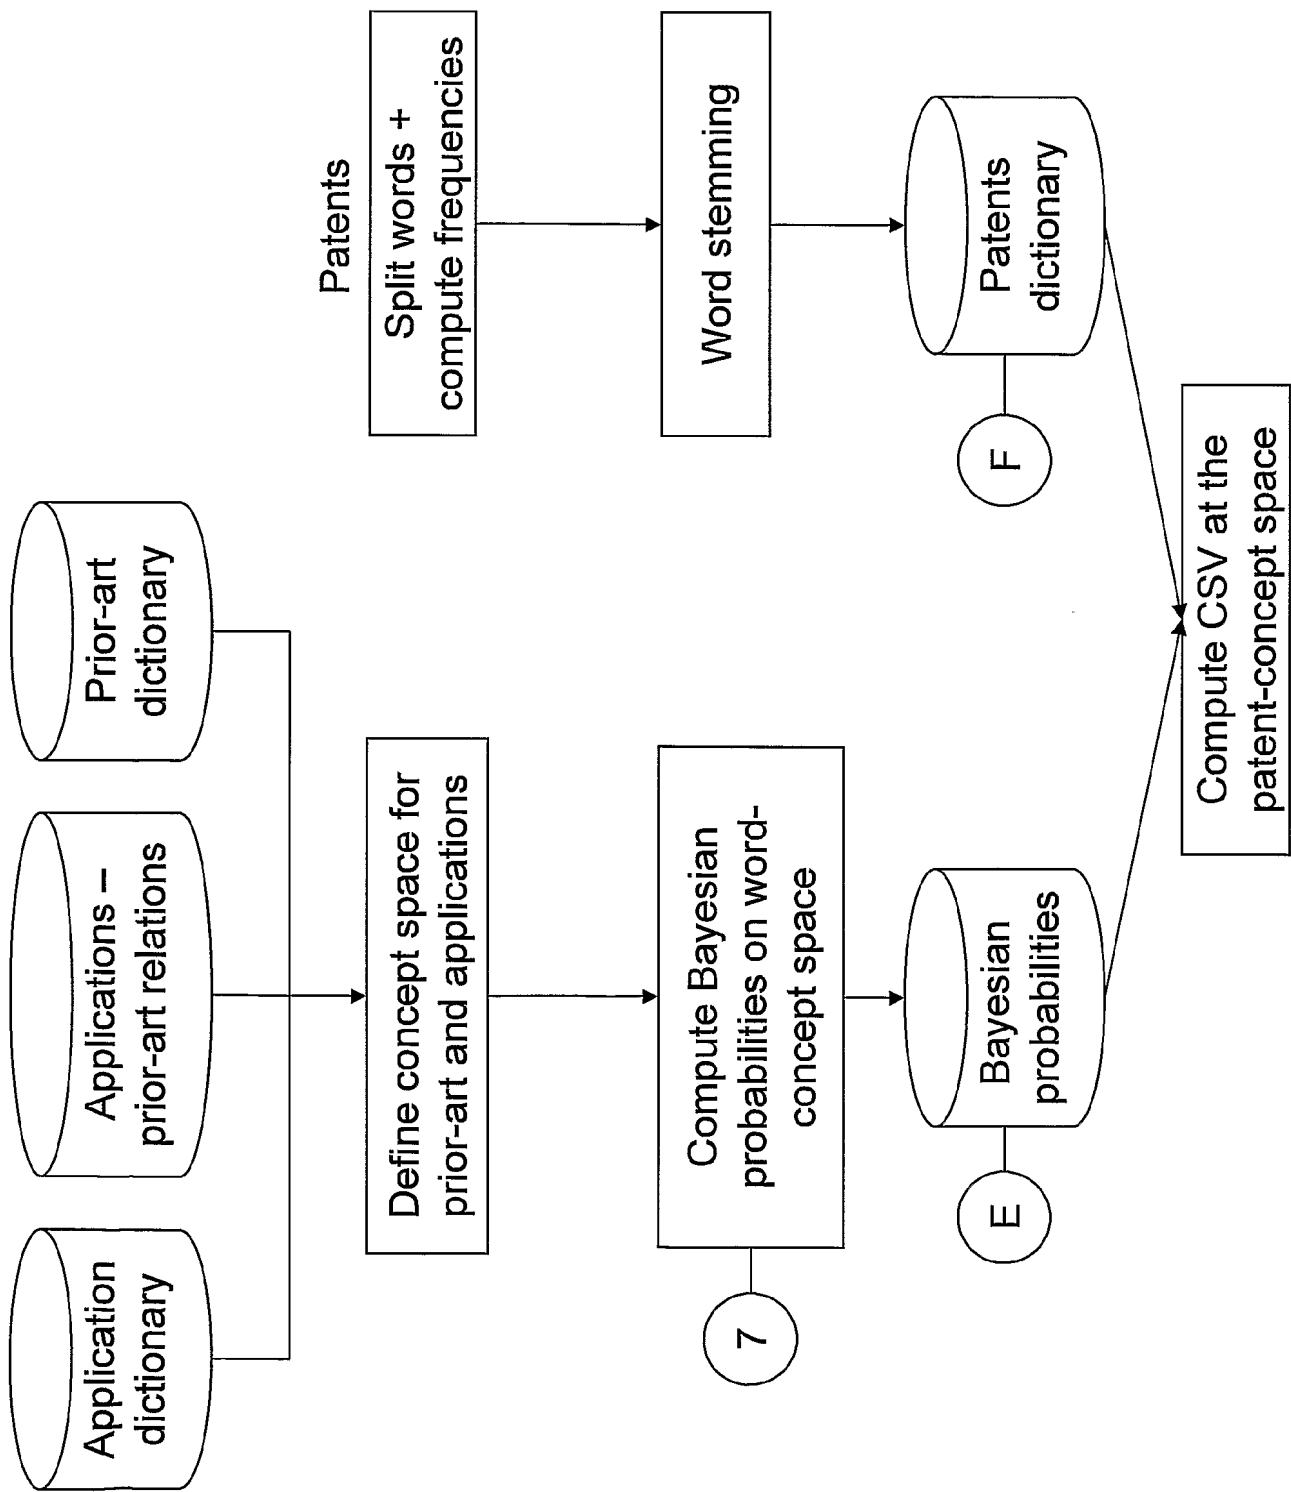 Application
dictionary
Applications –
prior-art relations
Prior-art
dictionary
Define concept space for
prior-art and applications
7
Compute Bayesian
probabilities on word-
concept space
E
Bayesian
probabilities
Patents
Split words +
compute frequencies
Word stemming
F
Patents
dictionary
Compute CSV at the
patent-concept space